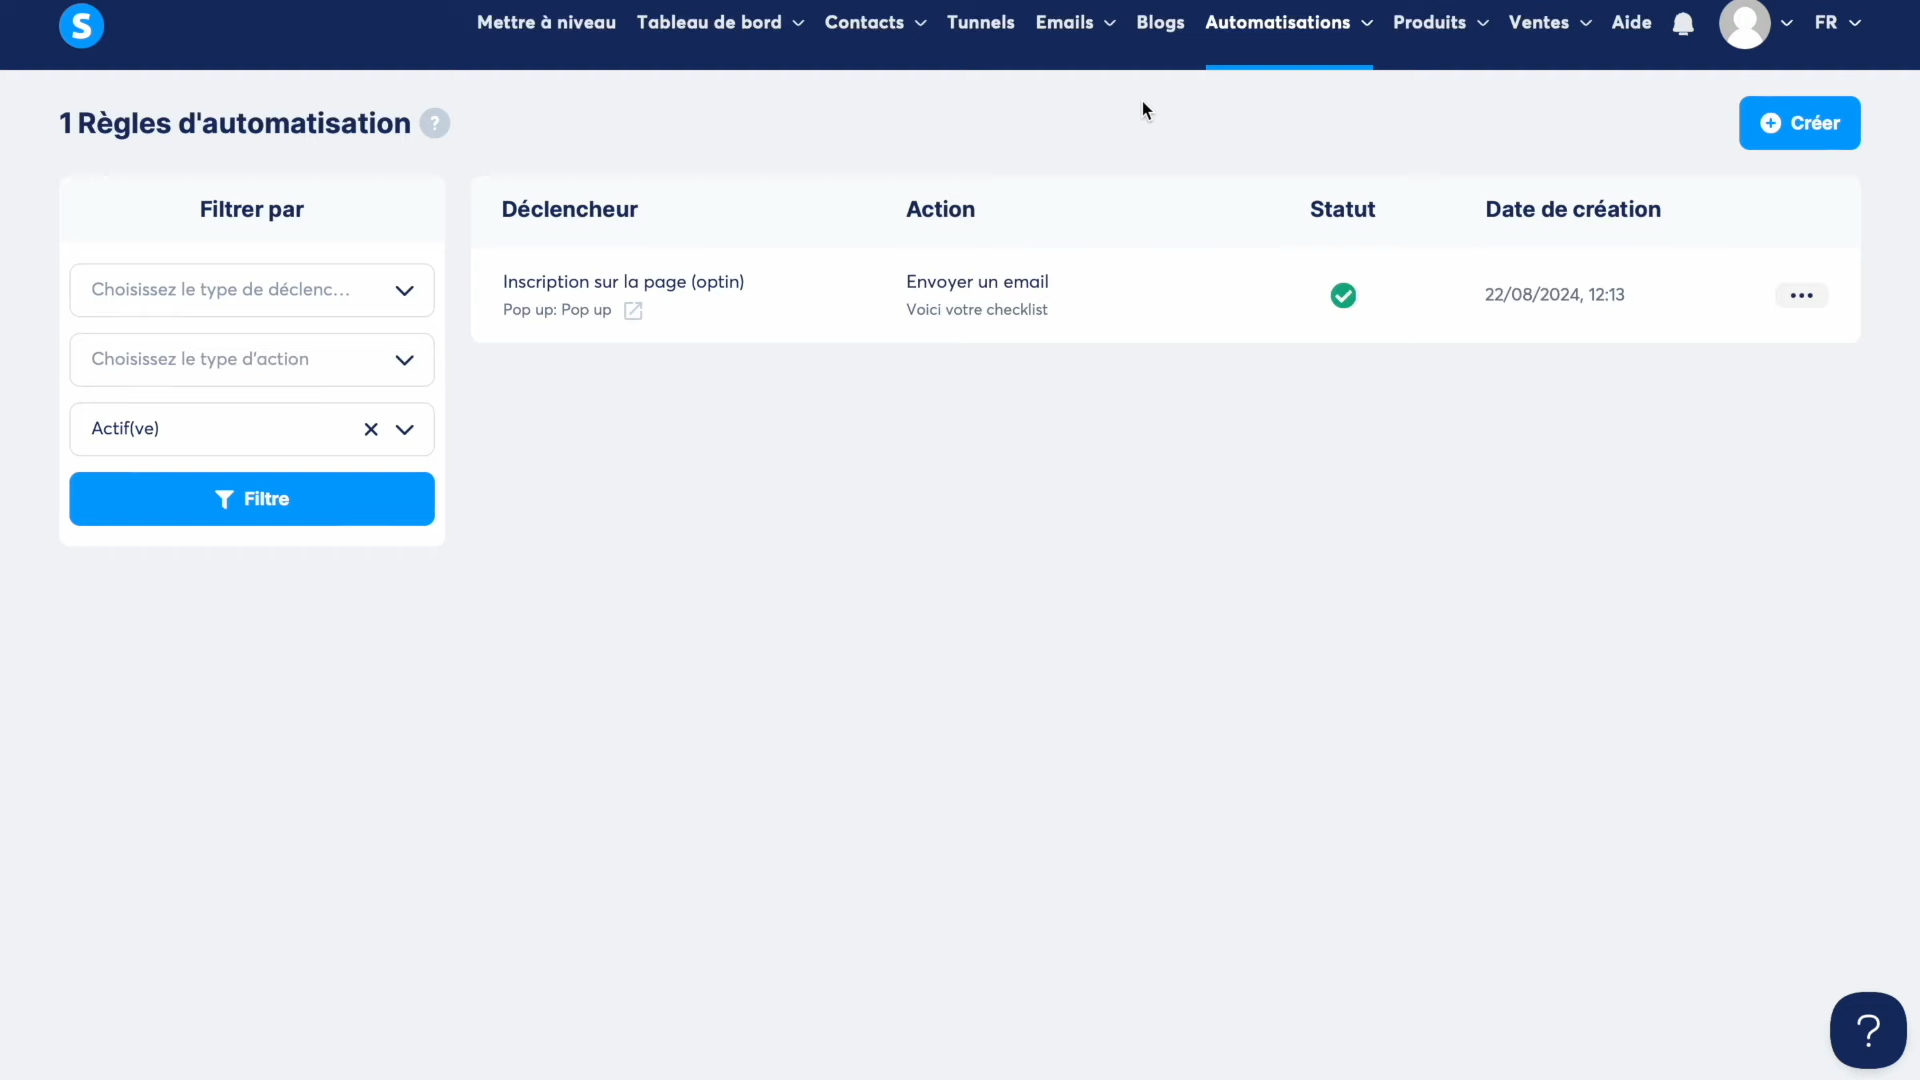 S
Mettre à niveau Tableau de bord Contacts Tunnels Emails Blogs Automatisations Produits Ventes Aide FR
1 Règles d'automatisation ?
Créer
Filtrer par
Choisissez le type de déclenc...
Choisissez le type d'action
Actif(ve)
Filtre
Déclencheur Action Statut Date de création
Inscription sur la page (optin) Envoyer un email 22/08/2024, 12:13
Pop up: Pop up Voici votre checklist
?